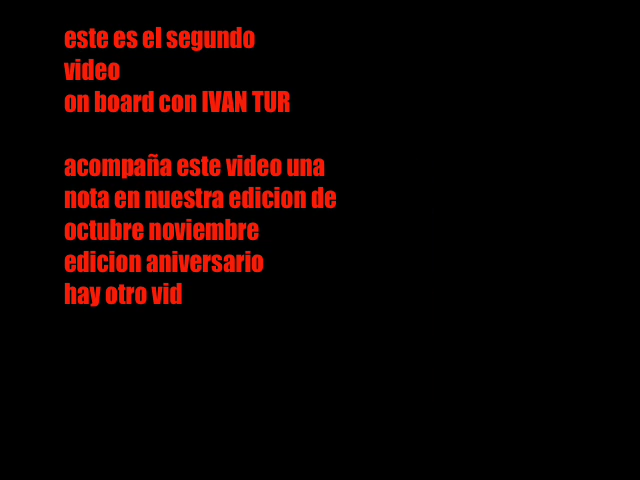 este es el segundo
video
on board con IVAN TUR
acompaña este video una
nota en nuestra edicion de
octubre noviembre
edicion aniversario
hay otro vid